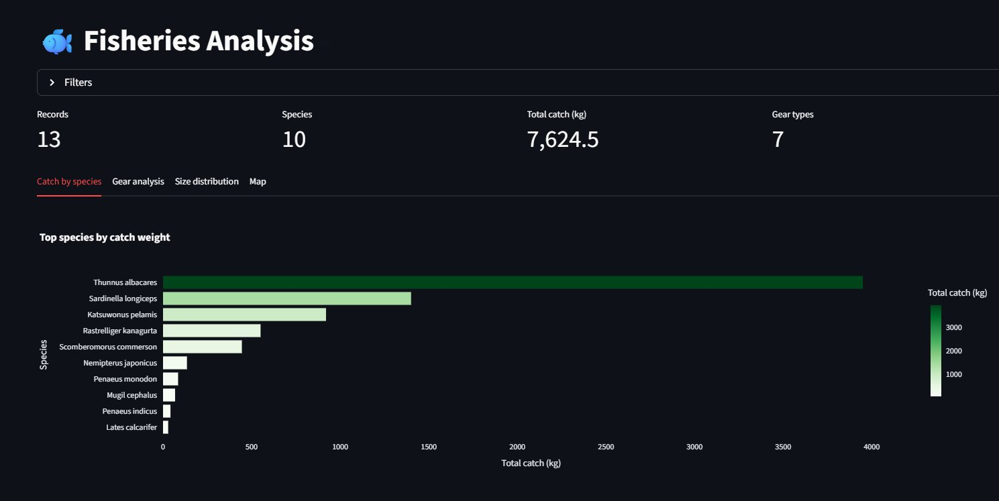 Fisheries Analysis
Filters
Records
Species
Total catch (kg)
Gear types
13
10
7,624.5
7
Catch by species
Gear analysis
Size distribution
Map
Top species by catch weight
Species
Thunnus albacares
Sardinella longiceps
Katsuwonus pelamis
Rastrelliger kanagurta
Scomberomorus commerson
Nemipterus japonicus
Penaeus monodon
Mugil cephalus
Penaeus indicus
Lates calcarifer
0
500
1000
1500
2000
2500
3000
3500
4000
Total catch (kg)
Total catch (kg)
3000
2000
1000